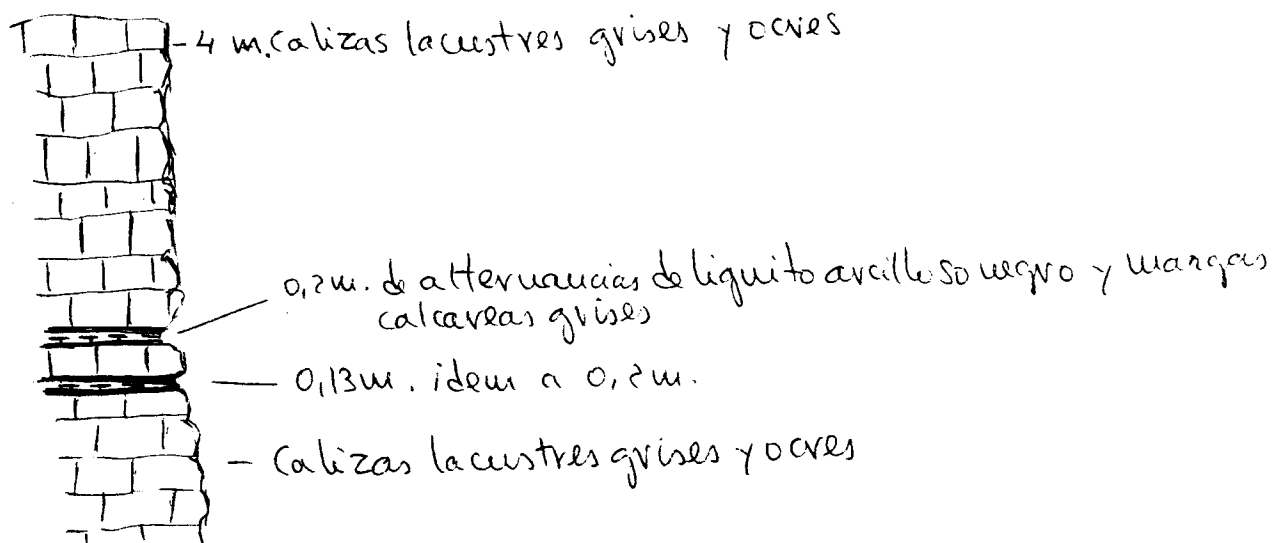 - 4 m. Calizas lacustres grises y ocres
0,2 m. de alternancias de lignito arcilloso negro y margas
calcareas grises
0,13 m. idem a 0,2 m.
- Calizas lacustres grises y ocres